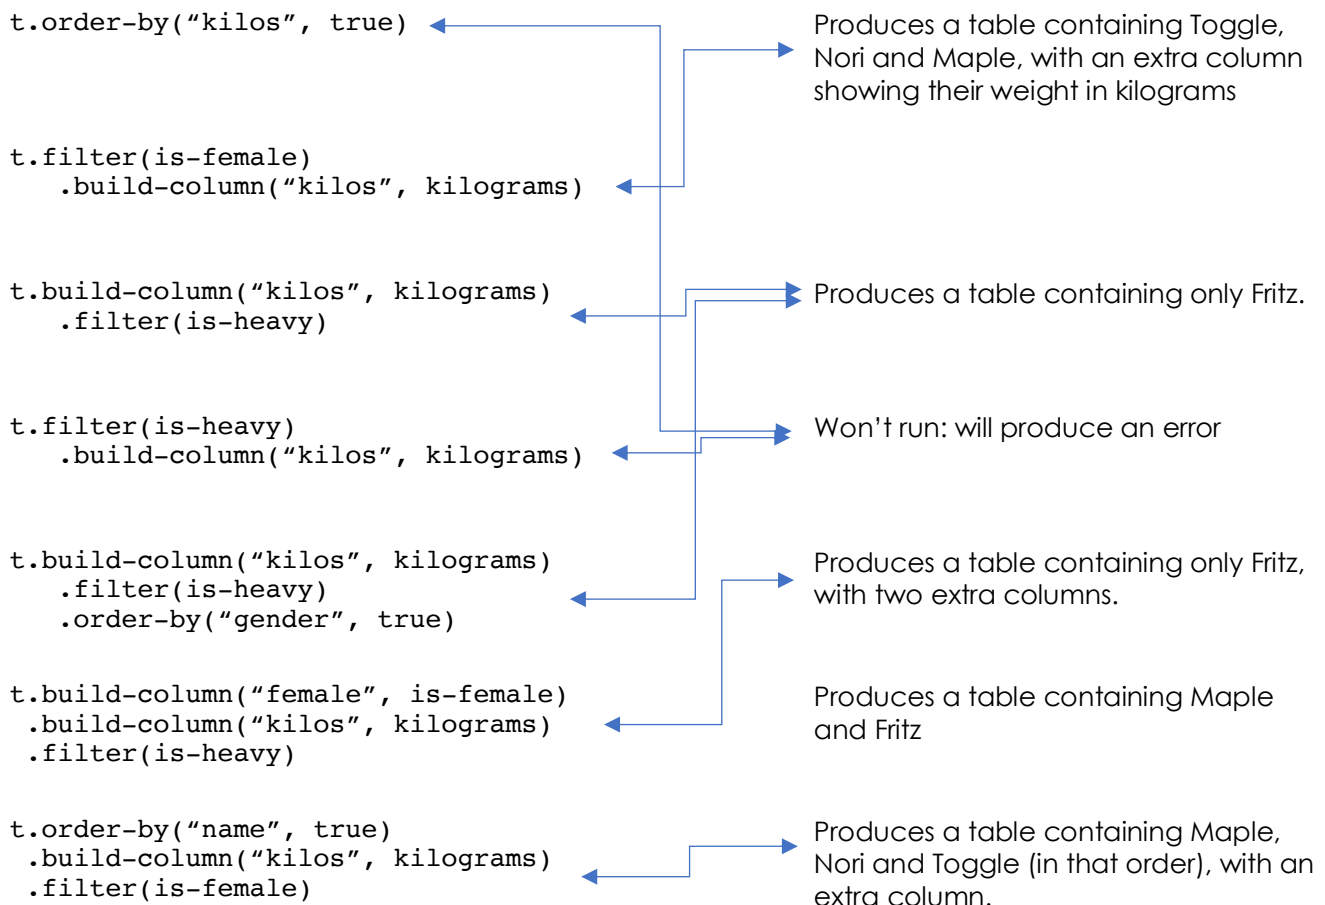 t.order-by(“kilos”, true)
Produces a table containing Toggle,
Nori and Maple, with an extra column
showing their weight in kilograms
t.filter(is-female)
.build-column(“kilos”, kilograms)
t.build-column(“kilos”, kilograms)
.filter(is-heavy)
Produces a table containing only Fritz.
t.filter(is-heavy)
.build-column(“kilos”, kilograms)
Won’t run: will produce an error
t.build-column(“kilos”, kilograms)
.filter(is-heavy)
.order-by(“gender”, true)
Produces a table containing only Fritz,
with two extra columns.
t.build-column(“female”, is-female)
.build-column(“kilos”, kilograms)
.filter(is-heavy)
Produces a table containing Maple
and Fritz
t.order-by(“name”, true)
.build-column(“kilos”, kilograms)
.filter(is-female)
Produces a table containing Maple,
Nori and Toggle (in that order), with an
extra column.